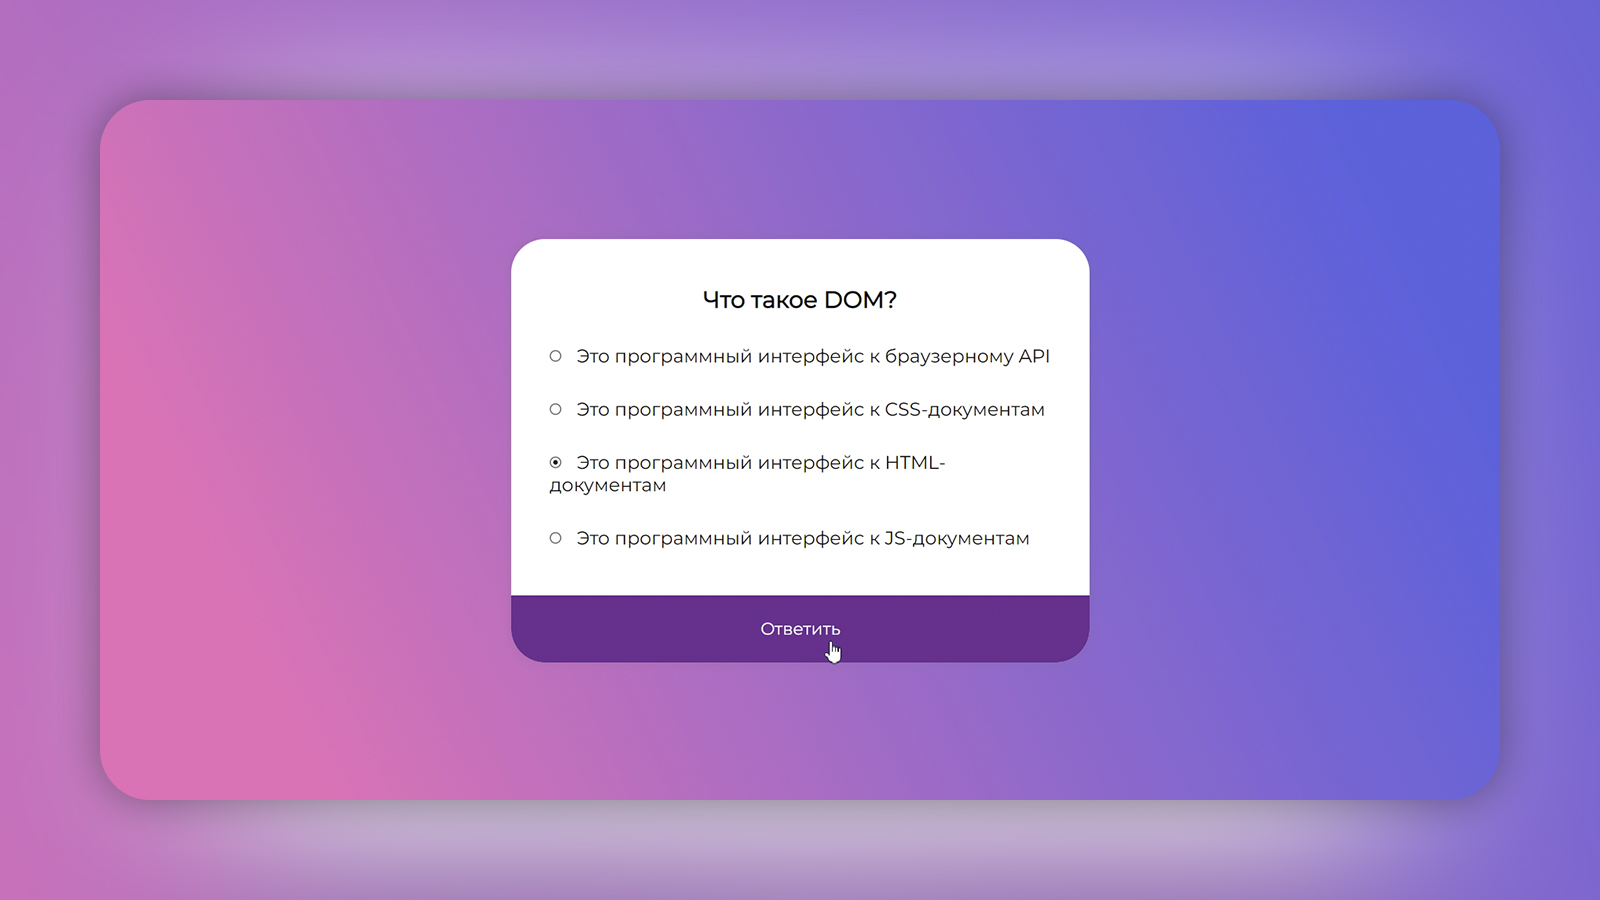 Что такое DOM?
Это программный интерфейс к браузерному API
Это программный интерфейс к CSS-документам
Это программный интерфейс к HTML-
документам
Это программный интерфейс к JS-документам
Ответить